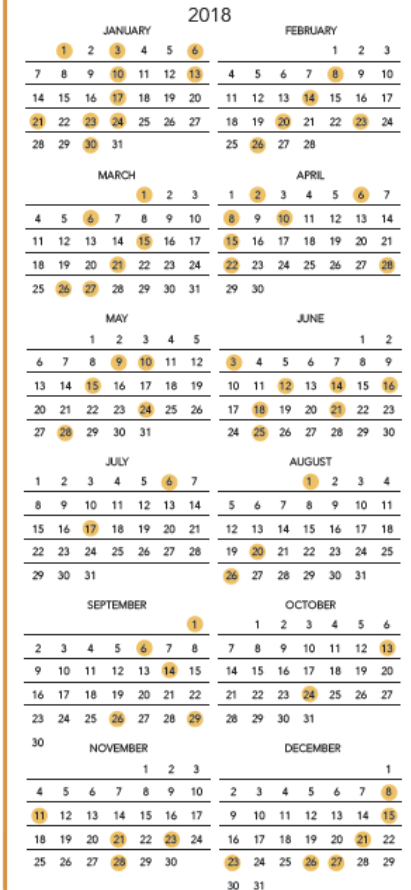 2018
JANUARY
1 2 3 4 5 6
7 8 9 10 11 12 13
14 15 16 17 18 19 20
21 22 23 24 25 26 27
28 29 30 31
FEBRUARY
1 2 3
4 5 6 7 8 9 10
11 12 13 14 15 16 17
18 19 20 21 22 23 24
25 26 27 28
MARCH
1 2 3
4 5 6 7 8 9 10
11 12 13 14 15 16 17
18 19 20 21 22 23 24
25 26 27 28 29 30 31
APRIL
1 2 3 4 5 6 7
8 9 10 11 12 13 14
15 16 17 18 19 20 21
22 23 24 25 26 27 28
29 30
MAY
1 2 3 4 5
6 7 8 9 10 11 12
13 14 15 16 17 18 19
20 21 22 23 24 25 26
27 28 29 30 31
JUNE
1 2
3 4 5 6 7 8 9
10 11 12 13 14 15 16
17 18 19 20 21 22 23
24 25 26 27 28 29 30
JULY
1 2 3 4 5 6 7
8 9 10 11 12 13 14
15 16 17 18 19 20 21
22 23 24 25 26 27 28
29 30 31
AUGUST
1 2 3 4
5 6 7 8 9 10 11
12 13 14 15 16 17 18
19 20 21 22 23 24 25
26 27 28 29 30 31
SEPTEMBER
1
2 3 4 5 6 7 8
9 10 11 12 13 14 15
16 17 18 19 20 21 22
23 24 25 26 27 28 29
30
OCTOBER
1 2 3 4 5 6
7 8 9 10 11 12 13
14 15 16 17 18 19 20
21 22 23 24 25 26 27
28 29 30 31
NOVEMBER
1 2 3
4 5 6 7 8 9 10
11 12 13 14 15 16 17
18 19 20 21 22 23 24
25 26 27 28 29 30
DECEMBER
1
2 3 4 5 6 7 8
9 10 11 12 13 14 15
16 17 18 19 20 21 22
23 24 25 26 27 28 29
30 31